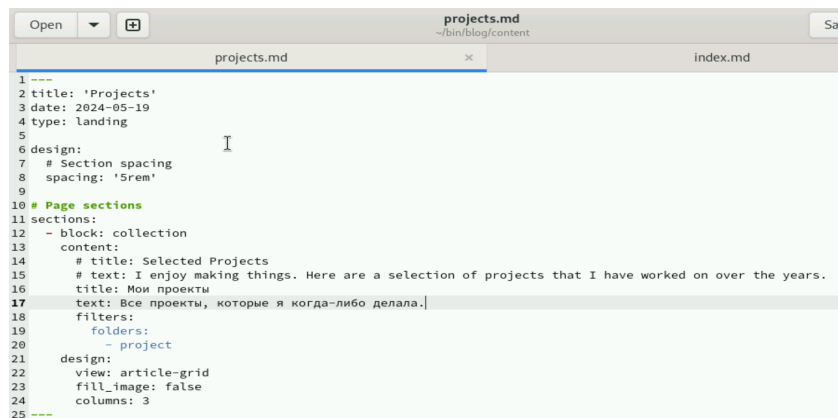 Open
projects.md
~/bin/blog/content
Sa
projects.md ×
index.md
1 ---
2 title: 'Projects'
3 date: 2024-05-19
4 type: landing
5
6 design:
7   # Section spacing
8   spacing: '5rem'
9
10 # Page sections
11 sections:
12   - block: collection
13     content:
14       # title: Selected Projects
15       # text: I enjoy making things. Here are a selection of projects that I have worked on over the years.
16       title: Мои проекты
17       text: Все проекты, которые я когда-либо делала.
18       filters:
19         folders:
20           - project
21     design:
22       view: article-grid
23       fill_image: false
24       columns: 3
25 ---